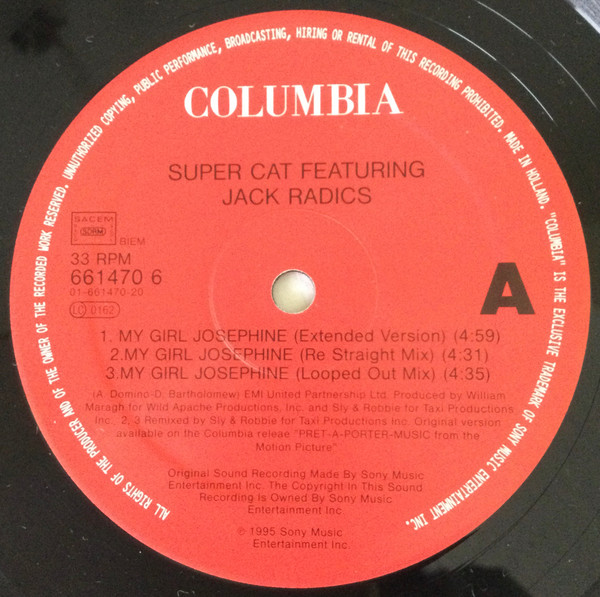 ALL RIGHTS OF THE PRODUCER AND OF THE OWNER OF THE RECORDED WORK RESERVED. UNAUTHORIIZED COPYING, PUBLIC PERFORMANCE, BROADCASTING, HIRING OR RENTAL OF THIS RECORDING PROHIBITED. MADE IN HOLLAND. "COLUMBIA" IS THE EXCLUSIVE TRADEMARK OF SONY MUSIC ENTERTAINMENT INC.
COLUMBIA
SUPER CAT FEATURING
JACK RADICS
SACEM
SDRM
BIEM
33 RPM
661470 6
01-661470-20
LC 0162
A
1. MY GIRL JOSEPHINE (Extended Version) (4:59)
2.MY GIRL JOSEPHINE (Re Straight Mix) (4:31)
3.MY GIRL JOSEPHINE (Looped Out Mix) (4:35)
(A. Domino-D. Bartholomew) EMI United Partnership Ltd. Produced by William
Maragh for Wild Apache Productions, Inc. and Sly & Robbie for Taxi Productions
Inc. 2, 3 Remixed by Sly & Robbie for Taxi Productions Inc. Original version
available on the Columbia releae "PRET-A-PORTER-MUSIC from the
Motion Picture"
Original Sound Recording Made By Sony Music
Entertainment Inc. The Copyright In This Sound
Recording Is Owned By Sony Music
Entertainment Inc
℗ 1995 Sony Music
Entertainment Inc.